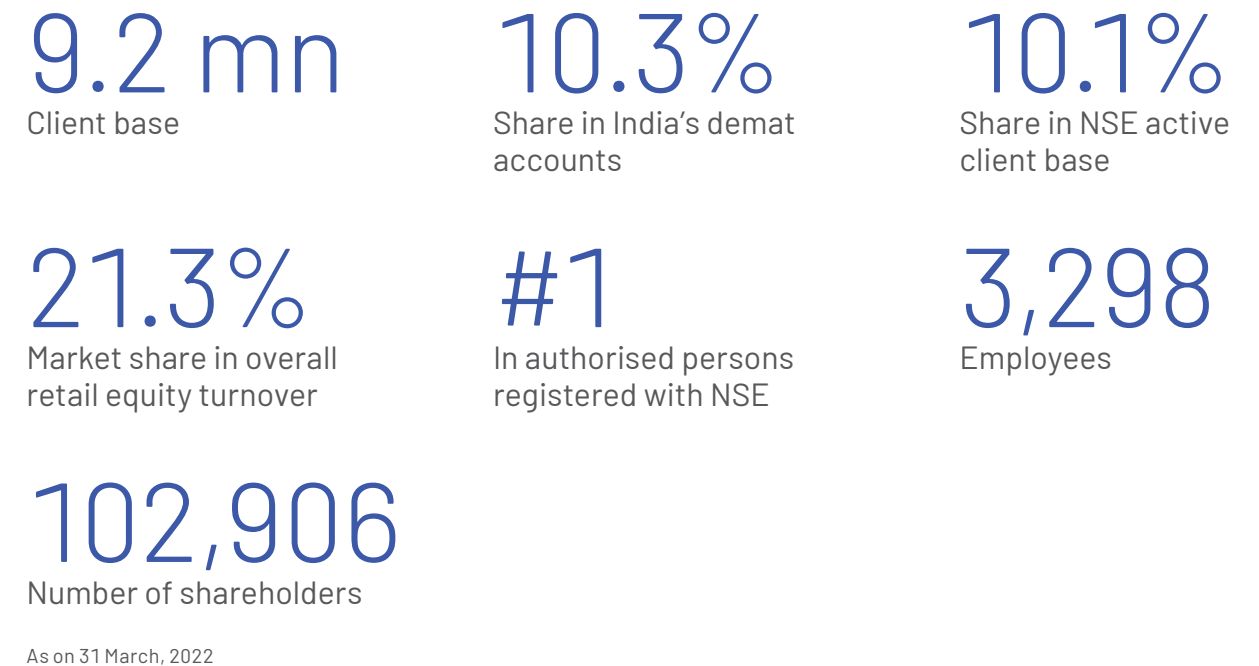 9.2 mn
Client base
10.3%
Share in India’s demat
accounts
10.1%
Share in NSE active
client base
21.3%
Market share in overall
retail equity turnover
#1
In authorised persons
registered with NSE
3,298
Employees
102,906
Number of shareholders
As on 31 March, 2022